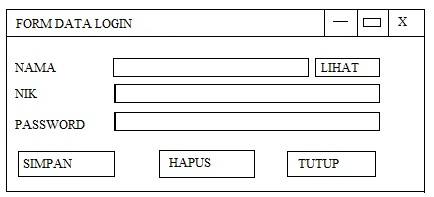 FORM DATA LOGIN X
NAMA LIHAT
NIK
PASSWORD
SIMPAN HAPUS TUTUP